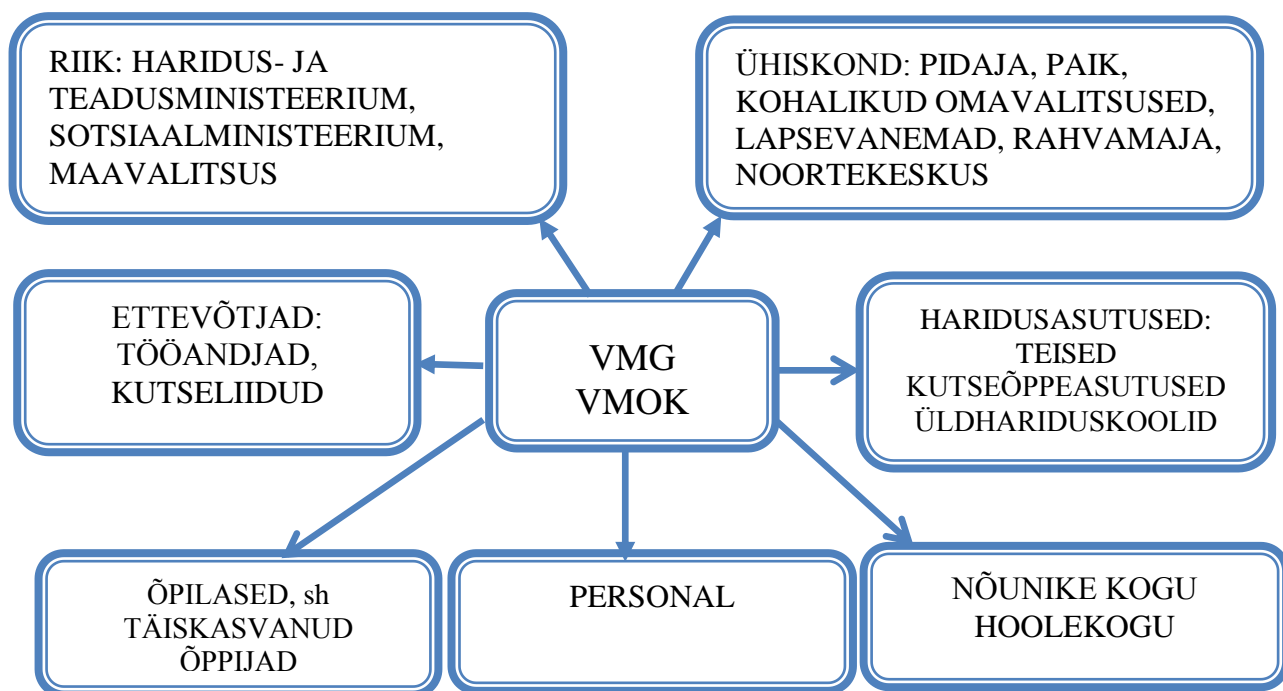 RIIK: HARIDUS- JA
TEADUSMINISTEERIUM,
SOTSIAALMINISTEERIUM,
MAAVALITSUS
ÜHISKOND: PIDAJA, PAIK,
KOHALIKUD OMAVALITSUSED,
LAPSEVANEMAD, RAHVAMAJA,
NOORTEKESKUS
ETTEVÕTJAD:
TÖÖANDJAD,
KUTSELIIDUD
VMG
VMOK
HARIDUSASUTUSED:
TEISED
KUTSEÕPPEASUTUSED
ÜLDHARIDUSKOOLID
ÕPILASED, sh
TÄISKASVANUD
ÕPPIJAD
PERSONAL
NÕUNIKE KOGU
HOOLEKOGU